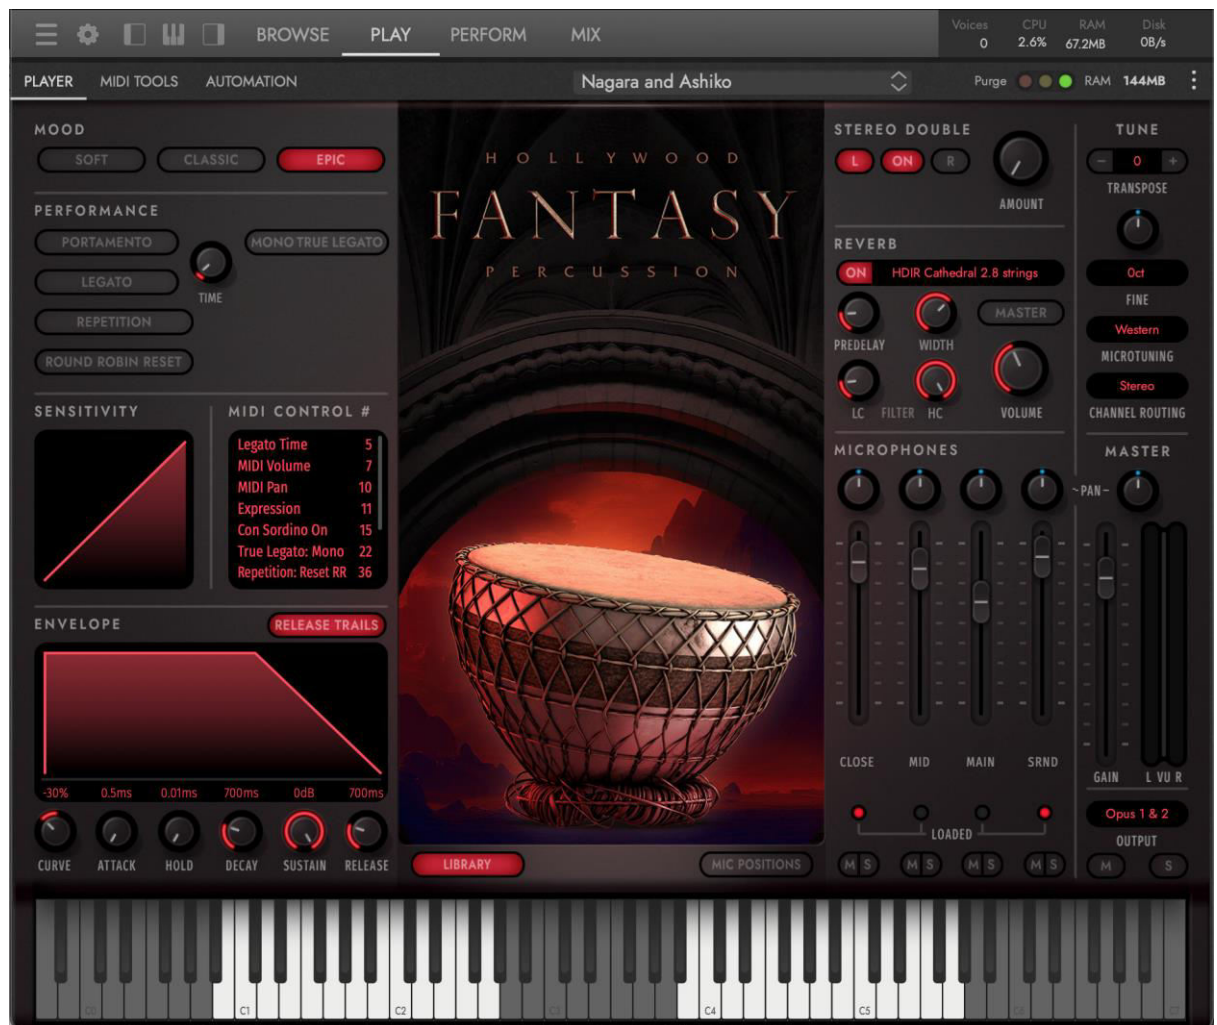 BROWSE PLAY PERFORM MIX
Voices CPU RAM Disk
0 2.6% 67.2MB 0B/s
PLAYER MIDI TOOLS AUTOMATION
Nagara and Ashiko
Purge RAM 144MB
MOOD
SOFT CLASSIC EPIC
PERFORMANCE
PORTAMENTO MONO TRUE LEGATO
LEGATO
TIME
REPETITION
ROUND ROBIN RESET
SENSITIVITY
MIDI CONTROL #
Legato Time 5
MIDI Volume 7
MIDI Pan 10
Expression 11
Con Sordino On 15
True Legato: Mono 22
Repetition: Reset RR 36
ENVELOPE
RELEASE TRAILS
-30% 0.5ms 0.01ms 700ms 0dB 700ms
CURVE ATTACK HOLD DECAY SUSTAIN RELEASE
HOLLYWOOD
FANTASY
PERCUSSION
LIBRARY
MIC POSITIONS
STEREO DOUBLE
L ON R
AMOUNT
REVERB
ON HDIR Cathedral 2.8 strings
MASTER
PREDELAY WIDTH
LC FILTER HC VOLUME
MICROPHONES
~PAN~
CLOSE MID MAIN SRND
LOADED
M S M S M S M S
TUNE
− 0 +
TRANSPOSE
0ct
FINE
Western
MICROTUNING
Stereo
CHANNEL ROUTING
MASTER
GAIN L VU R
Opus 1 & 2
OUTPUT
M S
C0 C1 C2 C3 C4 C5 C6 C7